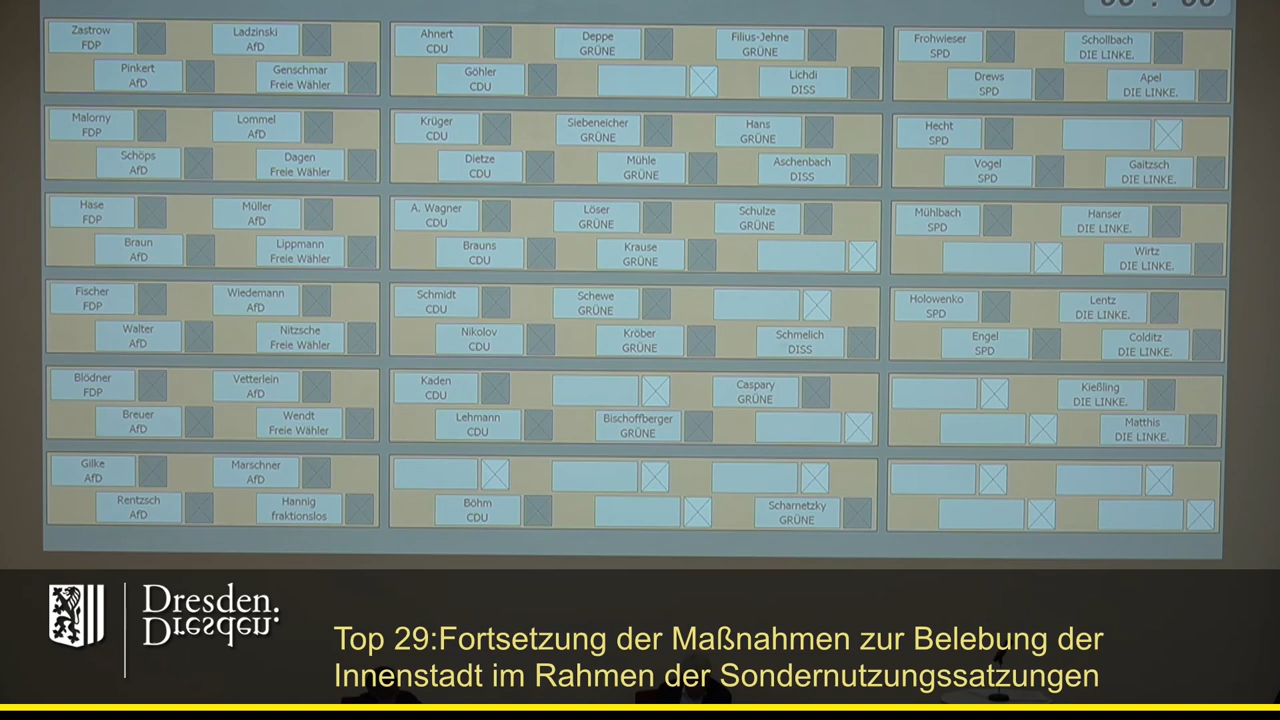 Zastrow
FDP
Ladzinski
AfD
Pinkert
AfD
Genschmar
Freie Wähler
Ahnert
CDU
Deppe
GRÜNE
Filius-Jehne
GRÜNE
Göhler
CDU
Lichdi
DISS
Frohwieser
SPD
Schollbach
DIE LINKE.
Drews
SPD
Apel
DIE LINKE.
Malorny
FDP
Lommel
AfD
Schöps
AfD
Dagen
Freie Wähler
Krüger
CDU
Siebeneicher
GRÜNE
Hans
GRÜNE
Dietze
CDU
Mühle
GRÜNE
Aschenbach
DISS
Hecht
SPD
Vogel
SPD
Gaitzsch
DIE LINKE.
Hase
FDP
Müller
AfD
Braun
AfD
Lippmann
Freie Wähler
A. Wagner
CDU
Löser
GRÜNE
Schulze
GRÜNE
Brauns
CDU
Krause
GRÜNE
Mühlbach
SPD
Hanser
DIE LINKE.
Wirtz
DIE LINKE.
Fischer
FDP
Wiedemann
AfD
Walter
AfD
Nitzsche
Freie Wähler
Schmidt
CDU
Schewe
GRÜNE
Nikolov
CDU
Kröber
GRÜNE
Schmelich
DISS
Holowenko
SPD
Lentz
DIE LINKE.
Engel
SPD
Colditz
DIE LINKE.
Blödner
FDP
Vetterlein
AfD
Breuer
AfD
Wendt
Freie Wähler
Kaden
CDU
Caspary
GRÜNE
Lehmann
CDU
Bischoffberger
GRÜNE
Kießling
DIE LINKE.
Matthis
DIE LINKE.
Gilke
AfD
Marschner
AfD
Rentzsch
AfD
Hannig
fraktionslos
Böhm
CDU
Scharnetzky
GRÜNE
Dresden.
Dresden.
Top 29:Fortsetzung der Maßnahmen zur Belebung der
Innenstadt im Rahmen der Sondernutzungssatzungen